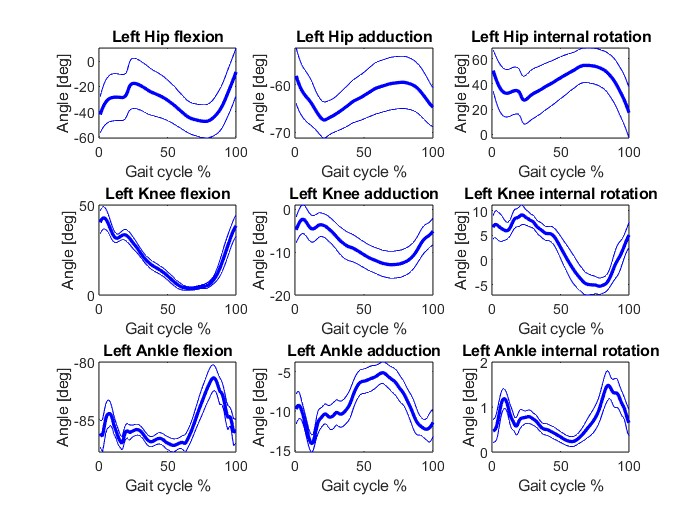 Left Hip flexion
Left Hip adduction
Left Hip internal rotation
0
-20
-40
-60
Angle [deg]
0
50
100
Gait cycle %
-60
-70
Angle [deg]
0
50
100
Gait cycle %
60
40
20
0
Angle [deg]
0
50
100
Gait cycle %
Left Knee flexion
Left Knee adduction
Left Knee internal rotation
50
0
Angle [deg]
0
50
100
Gait cycle %
0
-10
-20
Angle [deg]
0
50
100
Gait cycle %
10
5
0
-5
Angle [deg]
0
50
100
Gait cycle %
Left Ankle flexion
Left Ankle adduction
Left Ankle internal rotation
-80
-85
Angle [deg]
0
50
100
Gait cycle %
-5
-10
-15
Angle [deg]
0
50
100
Gait cycle %
2
1
0
Angle [deg]
0
50
100
Gait cycle %